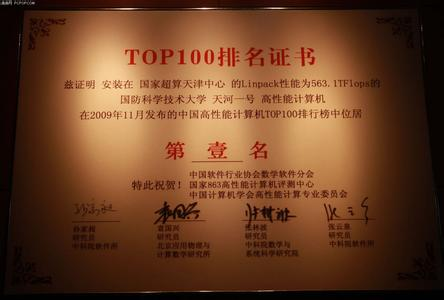 PCPOP.COM
TOP100排名证书
兹证明 安装在 国家超算天津中心 的Linpack性能为563.1TFlops的
国防科学技术大学 天河一号 高性能计算机
在2009年11月发布的中国高性能计算机TOP100排行榜中位居
第 壹 名
中国软件行业协会数学软件分会
特此祝贺! 国家863高性能计算机评测中心
中国计算机学会高性能计算专业委员会
孙家昶 袁国兴 张林波 张云泉
研究员 研究员 研究员 研究员
中科院软件所 北京应用物理与 中科院数学与 中科院软件所
计算数学研究所 系统科学研究院